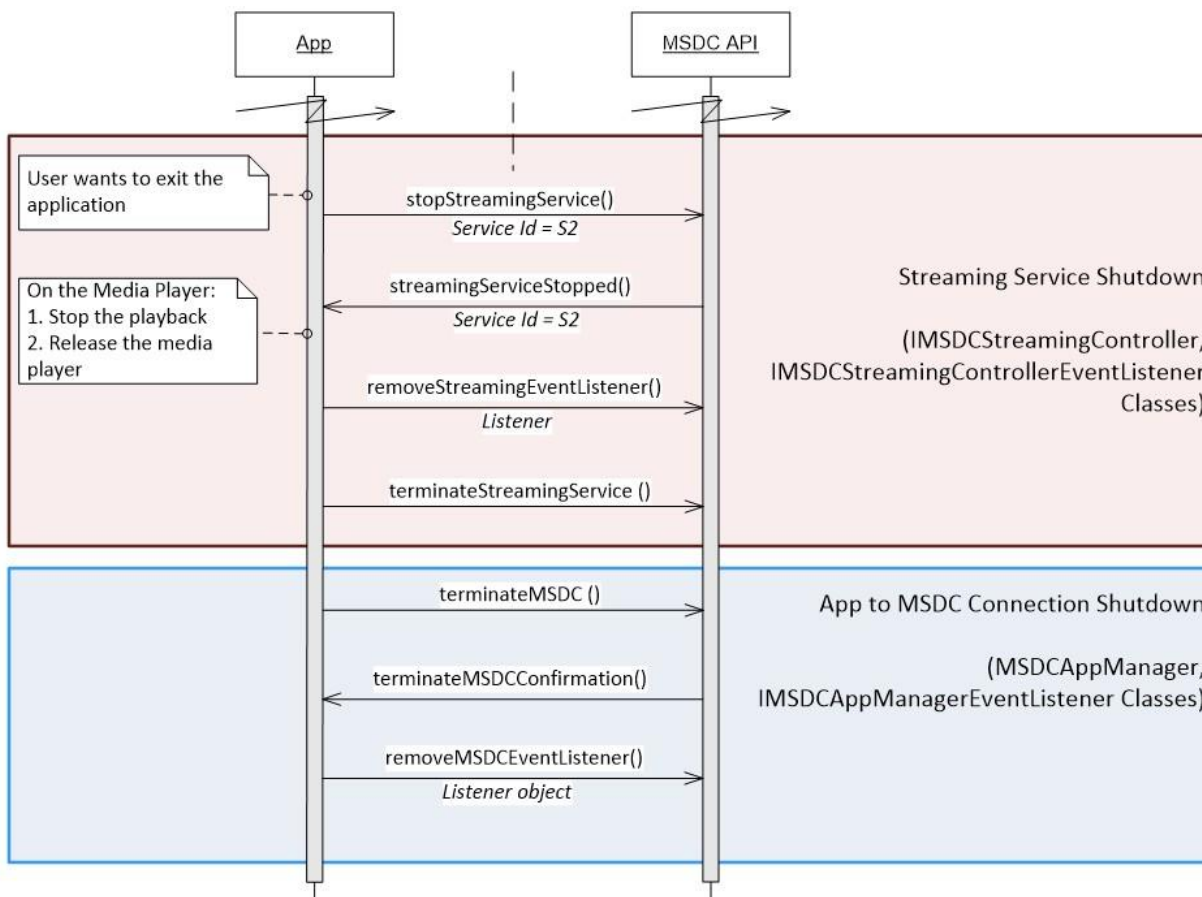 App
MSDC API
User wants to exit the
application
stopStreamingService()
Service Id = S2
On the Media Player:
1. Stop the playback
2. Release the media
player
streamingServiceStopped()
Service Id = S2
removeStreamingEventListener()
Listener
terminateStreamingService ()
Streaming Service Shutdown
(IMSDCStreamingController,
IMSDCStreamingControllerEventListener
Classes)
terminateMSDC ()
terminateMSDCConfirmation()
removeMSDCEventListener()
Listener object
App to MSDC Connection Shutdown
(MSDCAppManager,
IMSDCAppManagerEventListener Classes)